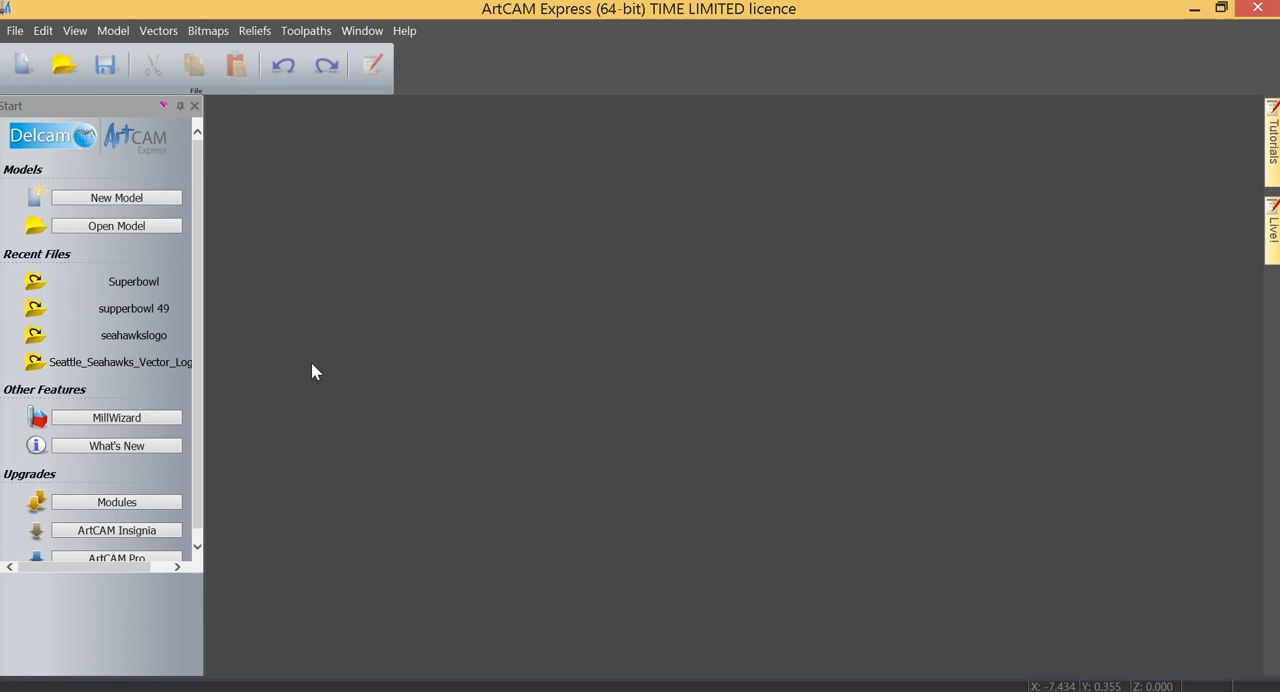 ArtCAM Express (64-bit) TIME LIMITED licence
File Edit View Model Vectors Bitmaps Reliefs Toolpaths Window Help
File
Start
Delcam ArtCAM Express
Models
New Model
Open Model
Recent Files
Superbowl
supperbowl 49
seahawkslogo
Seattle_Seahawks_Vector_Log
Other Features
MillWizard
What's New
Upgrades
Modules
ArtCAM Insignia
ArtCAM Pro
Tutorials
Live!
X: -7.434 Y: 0.355 Z: 0.000